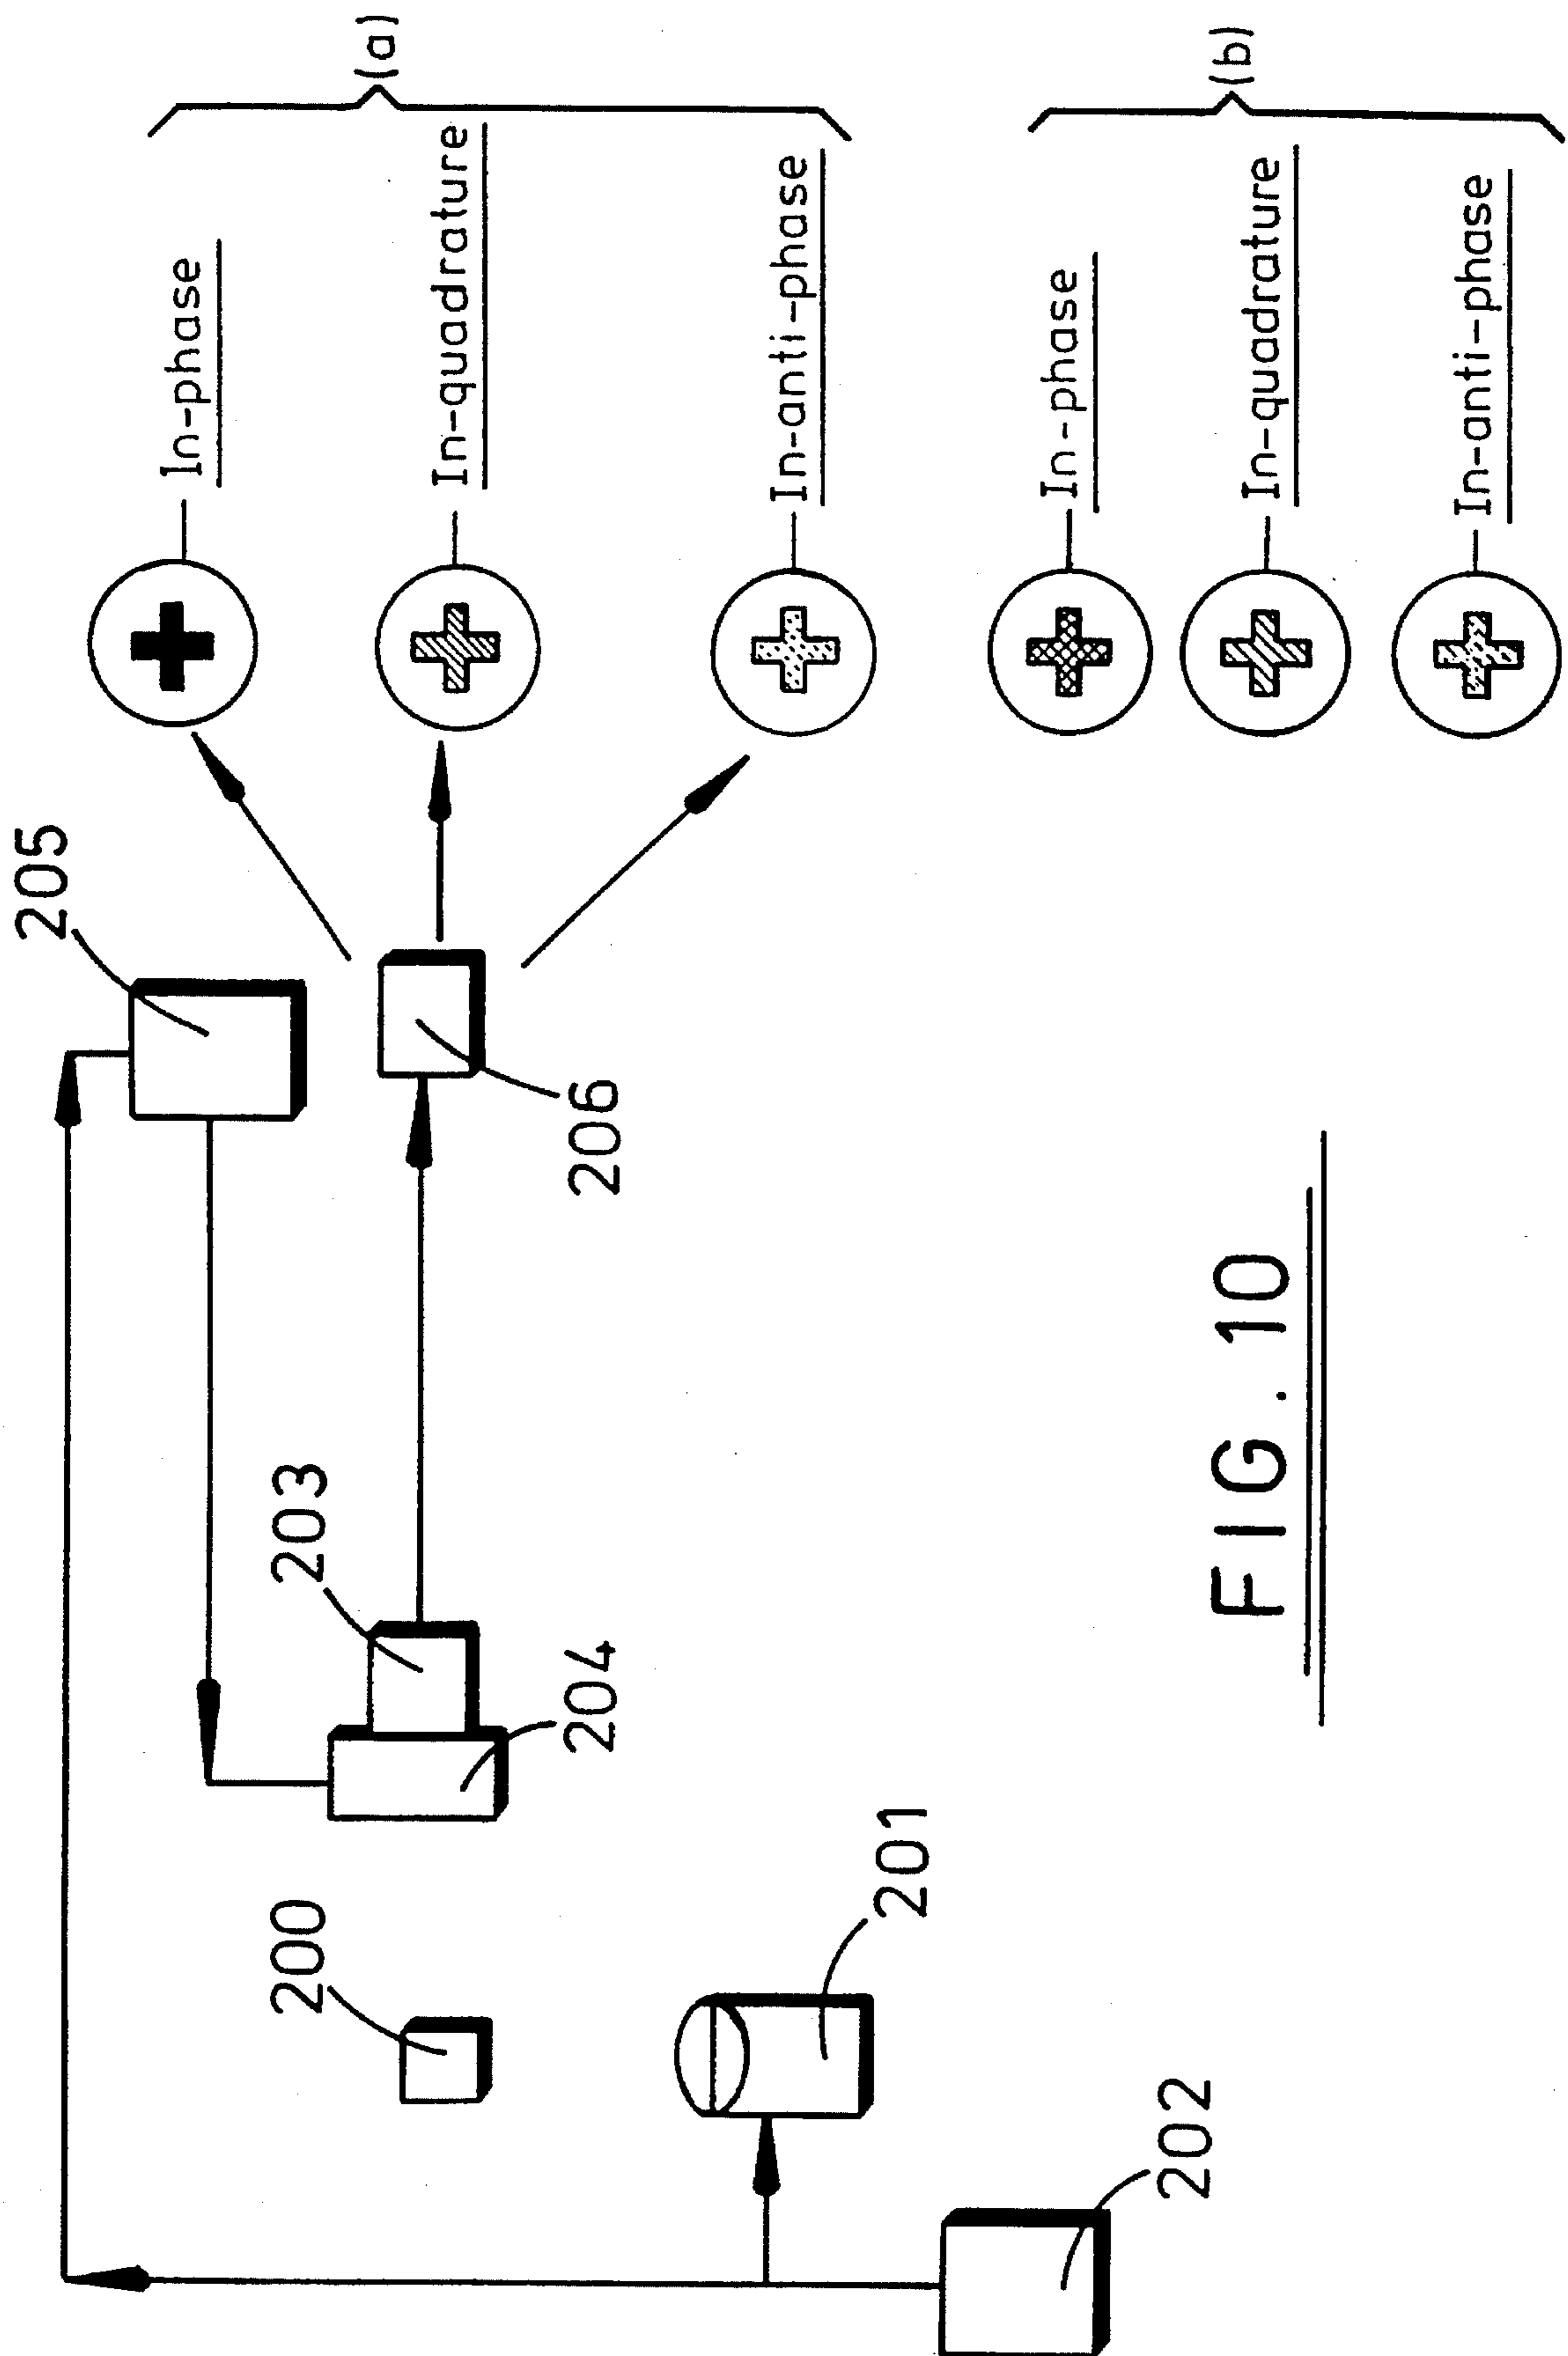 205
(a)
In-phase
203
200
In-quadrature
206
204
In-anti-phase
201
In-phase
(b)
202
In-quadrature
In-anti-phase
FIG. 10